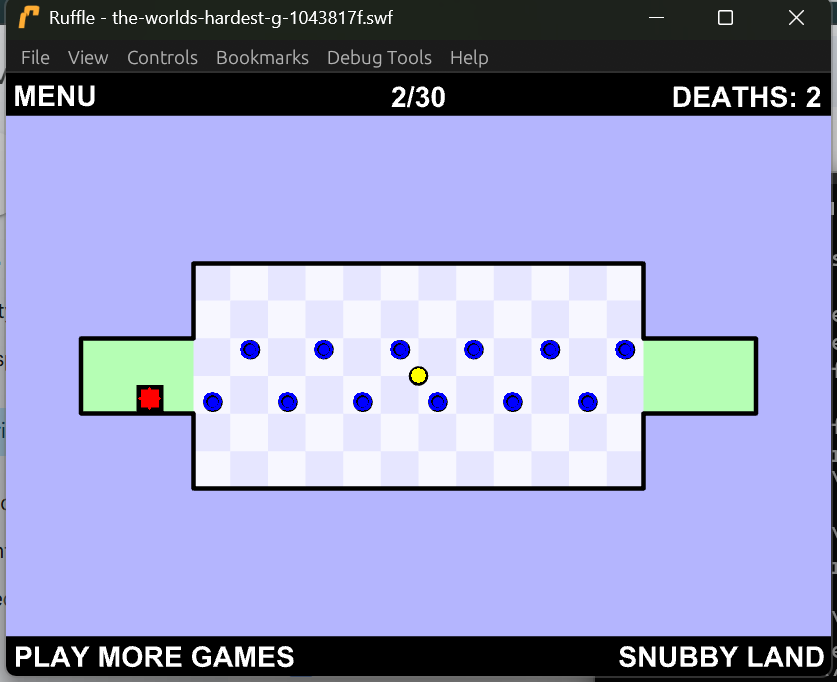 Ruffle - the-worlds-hardest-g-1043817f.swf
File View Controls Bookmarks Debug Tools Help
MENU 2/30 DEATHS: 2
PLAY MORE GAMES SNUBBY LAND